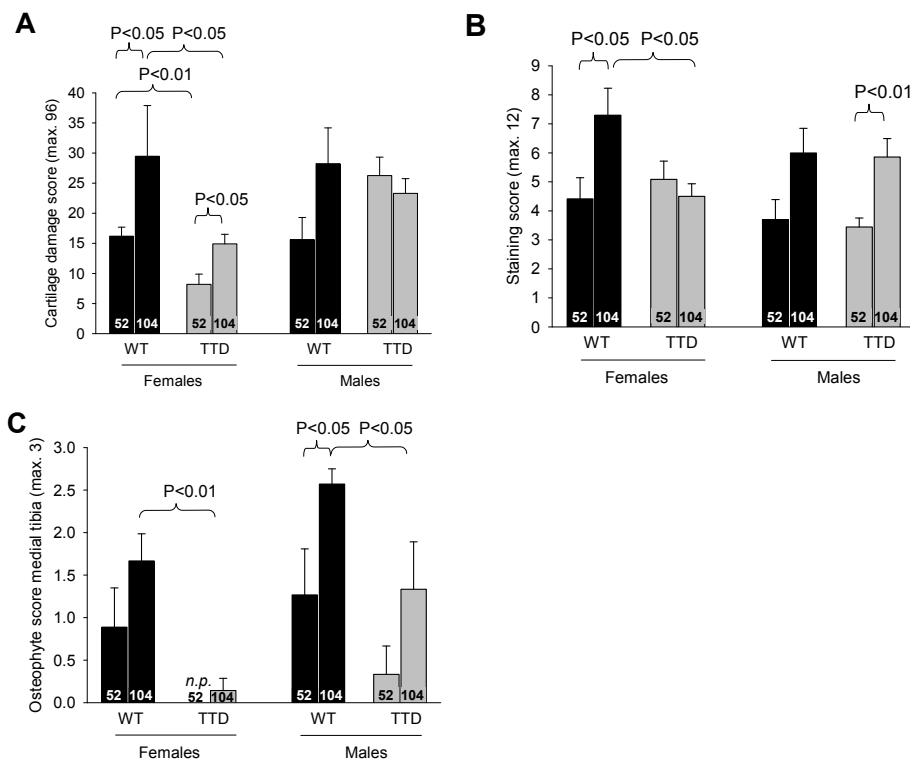 A
P<0.05 P<0.05
P<0.01
P<0.05
Cartilage damage score (max. 96)
40
35
30
25
20
15
10
5
0
52 104 52 104 52 104 52 104
WT TTD WT TTD
Females Males
B
P<0.05 P<0.05
P<0.01
Staining score (max. 12)
9
8
7
6
5
4
3
2
1
0
52 104 52 104 52 104 52 104
WT TTD WT TTD
Females Males
C
P<0.05 P<0.05
P<0.01
Osteophyte score medial tibia (max. 3)
3.0
2.5
2.0
1.5
1.0
0.5
0.0
n.p.
52 104 52 104 52 104 52 104
WT TTD WT TTD
Females Males